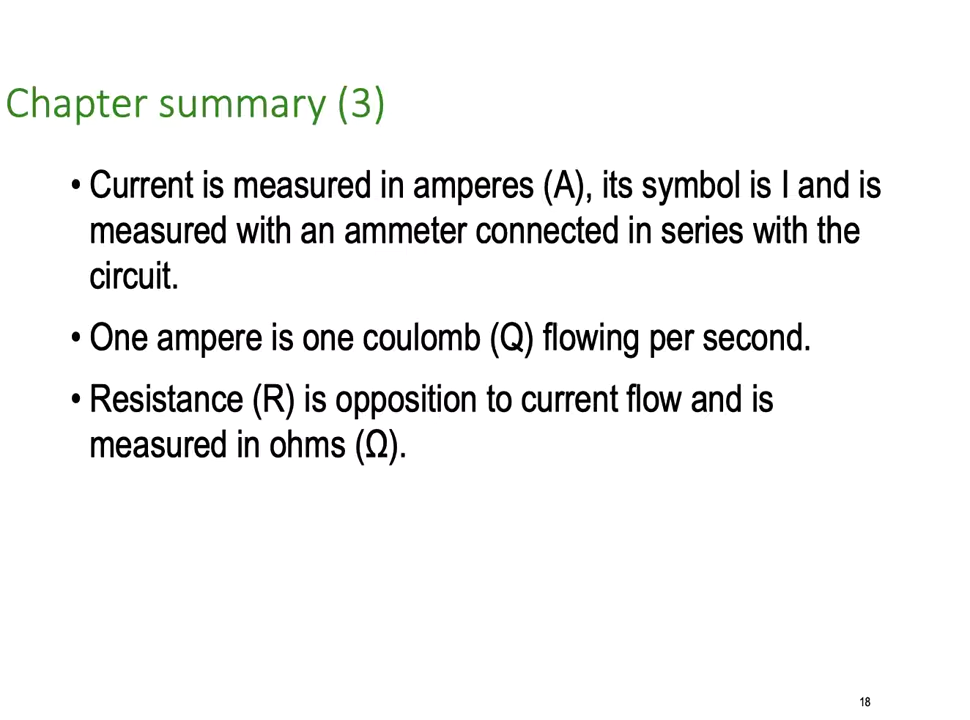 Chapter summary (3)
• Current is measured in amperes (A), its symbol is I and is
measured with an ammeter connected in series with the
circuit.
• One ampere is one coulomb (Q) flowing per second.
• Resistance (R) is opposition to current flow and is
measured in ohms (Ω).
18